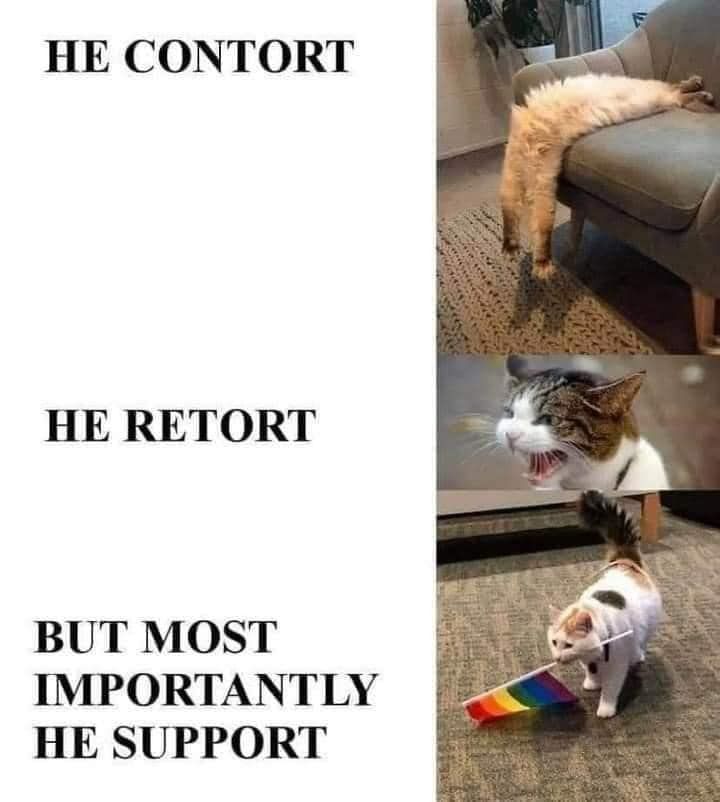 HE CONTORT
HE RETORT
BUT MOST
IMPORTANTLY
HE SUPPORT